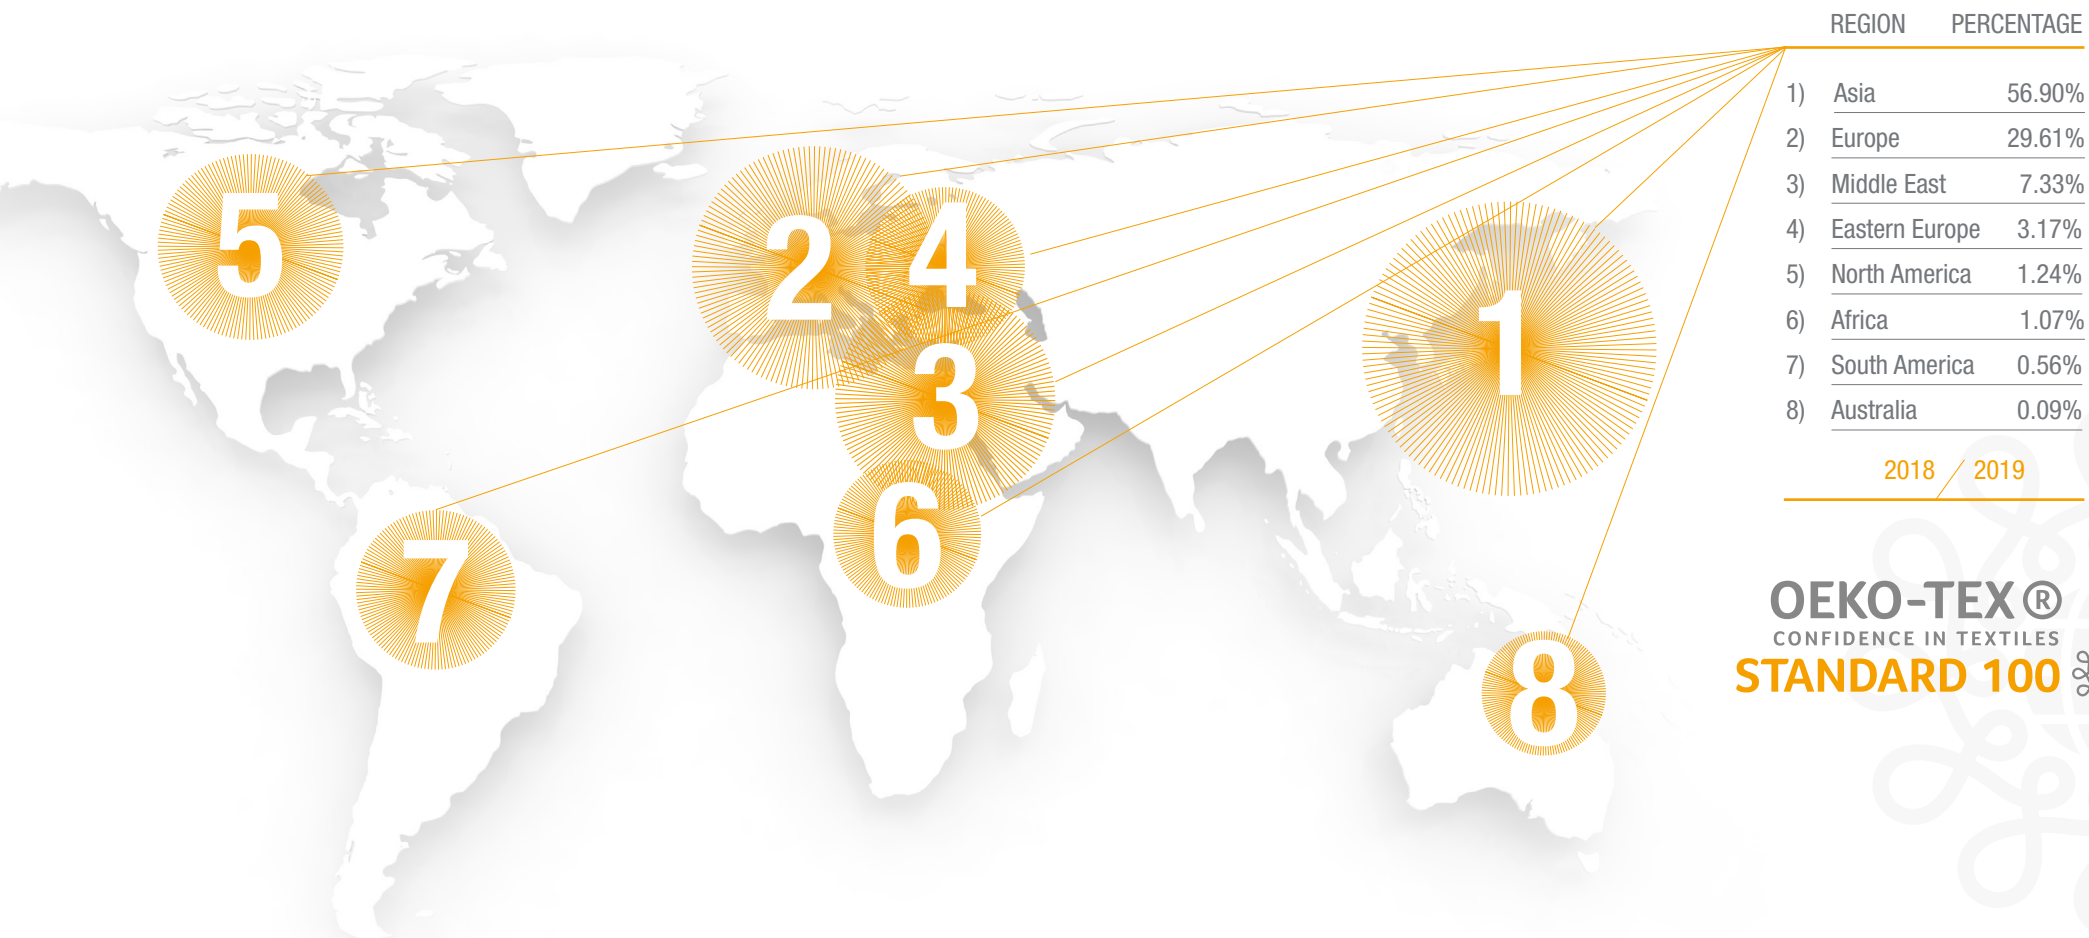 REGION PERCENTAGE
1) Asia 56.90%
2) Europe 29.61%
3) Middle East 7.33%
4) Eastern Europe 3.17%
5) North America 1.24%
6) Africa 1.07%
7) South America 0.56%
8) Australia 0.09%
2018 / 2019
OEKO-TEX®
CONFIDENCE IN TEXTILES
STANDARD 100
5
2
4
1
3
6
7
8